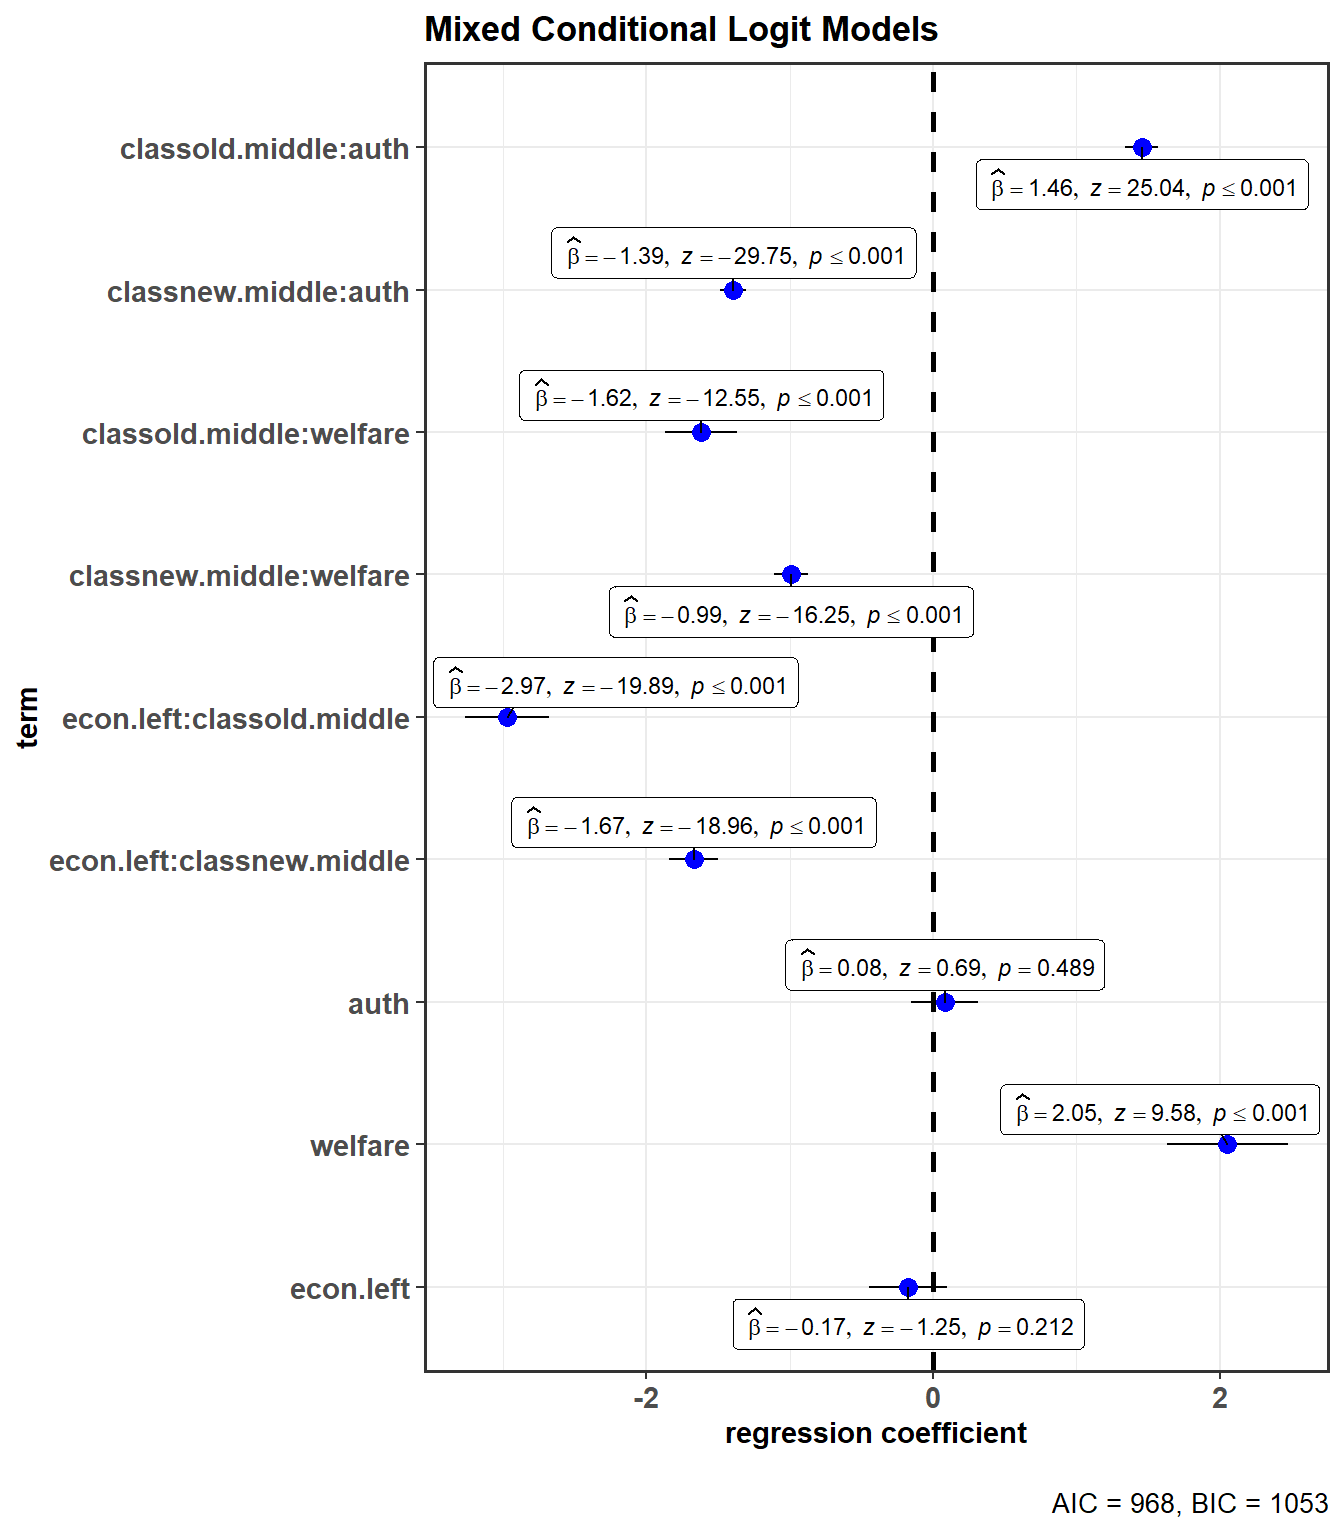 Mixed Conditional Logit Models
classold.middle:auth
β̂ = 1.46, z = 25.04, p ≤ 0.001
β̂ = −1.39, z = −29.75, p ≤ 0.001
classnew.middle:auth
β̂ = −1.62, z = −12.55, p ≤ 0.001
classold.middle:welfare
classnew.middle:welfare
β̂ = −0.99, z = −16.25, p ≤ 0.001
β̂ = −2.97, z = −19.89, p ≤ 0.001
econ.left:classold.middle
term
β̂ = −1.67, z = −18.96, p ≤ 0.001
econ.left:classnew.middle
β̂ = 0.08, z = 0.69, p = 0.489
auth
β̂ = 2.05, z = 9.58, p ≤ 0.001
welfare
econ.left
β̂ = −0.17, z = −1.25, p = 0.212
-2 0 2
regression coefficient
AIC = 968, BIC = 1053